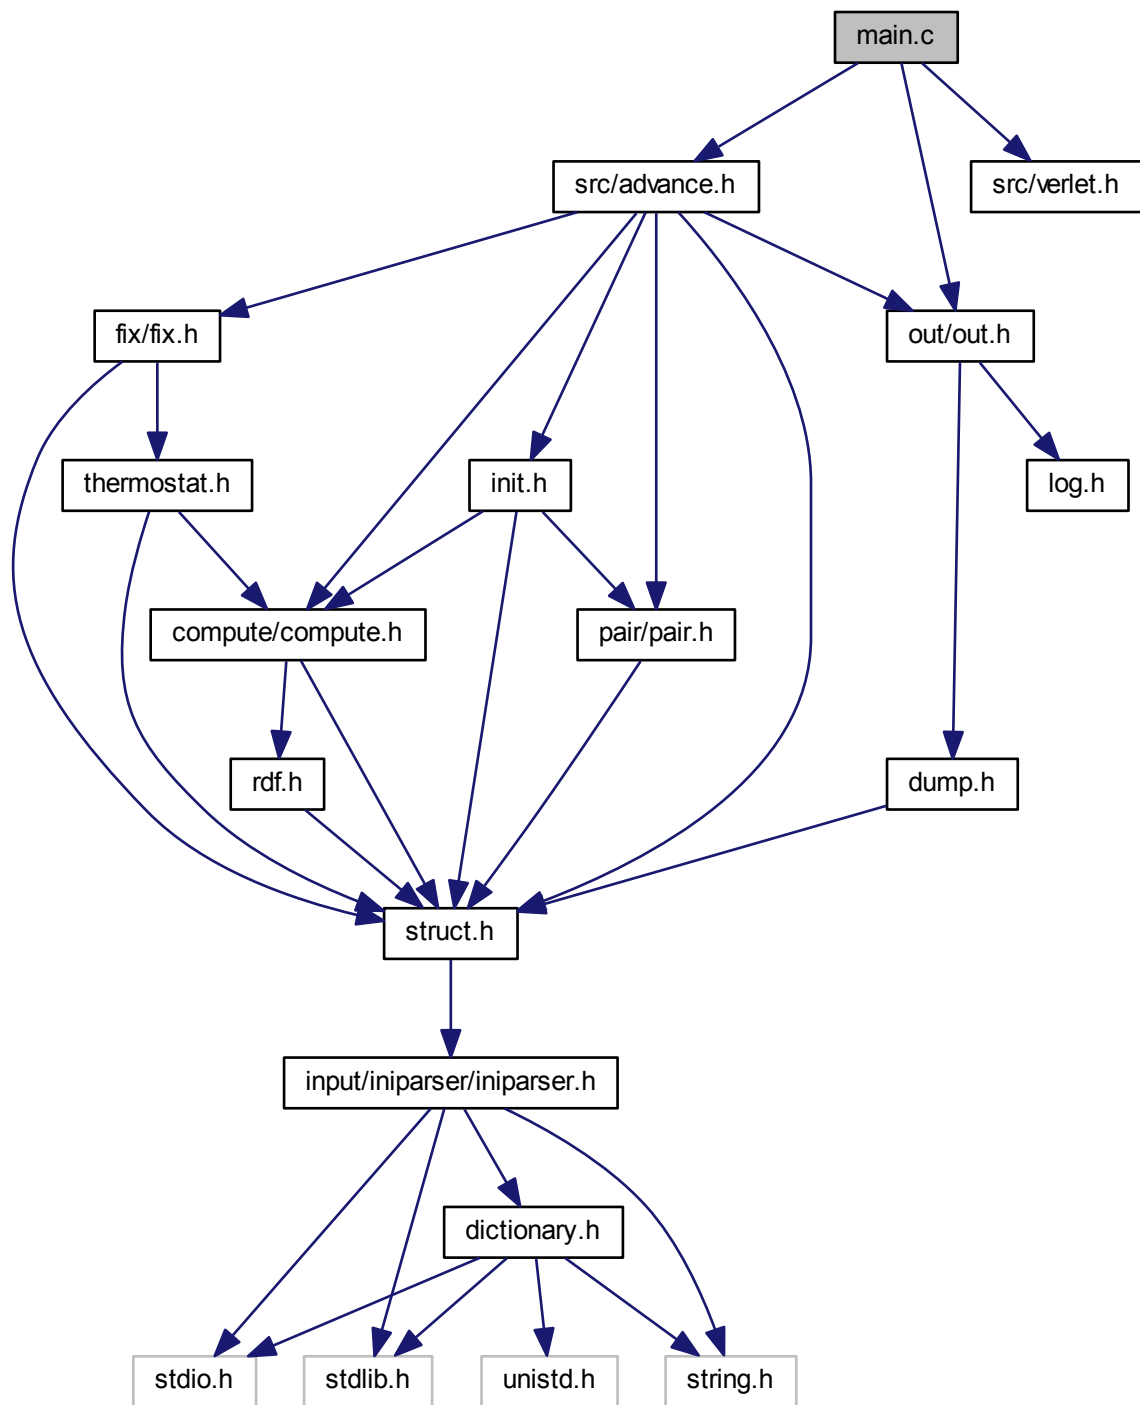 main.c
src/advance.h
src/verlet.h
fix/fix.h
out/out.h
thermostat.h
init.h
log.h
compute/compute.h
pair/pair.h
rdf.h
dump.h
struct.h
input/iniparser/iniparser.h
dictionary.h
stdio.h
stdlib.h
unistd.h
string.h